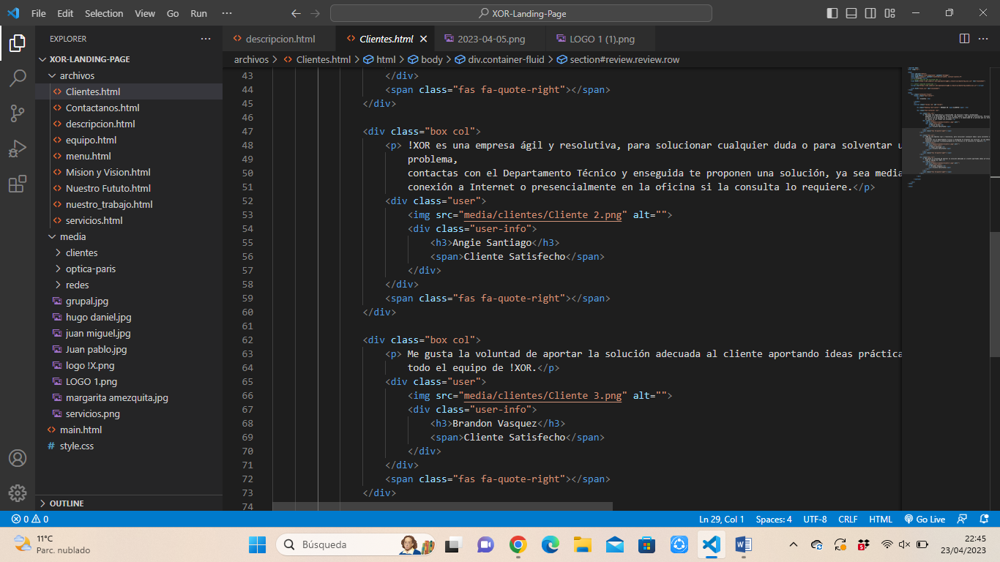 File Edit Selection View Go Run ··· XOR-Landing-Page
EXPLORER ···
descripcion.html Clientes.html 2023-04-05.png LOGO 1 (1).png
archivos > Clientes.html > html > body > div.container-fluid > section#review.review.row
XOR-LANDING-PAGE
archivos
Clientes.html
Contactanos.html
descripcion.html
equipo.html
menu.html
Mision y Vision.html
Nuestro Fututo.html
nuestro_trabajo.html
servicios.html
media
clientes
optica-paris
redes
grupal.jpg
hugo daniel.jpg
juan miguel.jpg
Juan pablo.jpg
logo !X.png
LOGO 1.png
margarita amezquita.jpg
servicios.png
main.html
# style.css
OUTLINE
43 </div>
44 <span class="fas fa-quote-right"></span>
45 </div>
46
47 <div class="box col">
48 <p> !XOR es una empresa ágil y resolutiva, para solucionar cualquier duda o para solventar u
49 problema,
50 contactas con el Departamento Técnico y enseguida te proponen una solución, ya sea media
51 conexión a Internet o presencialmente en la oficina si la consulta lo requiere.</p>
52 <div class="user">
53 <img src="media/clientes/Cliente 2.png" alt="">
54 <div class="user-info">
55 <h3>Angie Santiago</h3>
56 <span>Cliente Satisfecho</span>
57 </div>
58 </div>
59 <span class="fas fa-quote-right"></span>
60 </div>
61
62 <div class="box col">
63 <p> Me gusta la voluntad de aportar la solución adecuada al cliente aportando ideas práctica
64 todo el equipo de !XOR.</p>
65 <div class="user">
66 <img src="media/clientes/Cliente 3.png" alt="">
67 <div class="user-info">
68 <h3>Brandon Vasquez</h3>
69 <span>Cliente Satisfecho</span>
70 </div>
71 </div>
72 <span class="fas fa-quote-right"></span>
73 </div>
74
0 0 Ln 29, Col 1 Spaces: 4 UTF-8 CRLF HTML Go Live
11°C
Parc. nublado
Búsqueda
22:45
23/04/2023